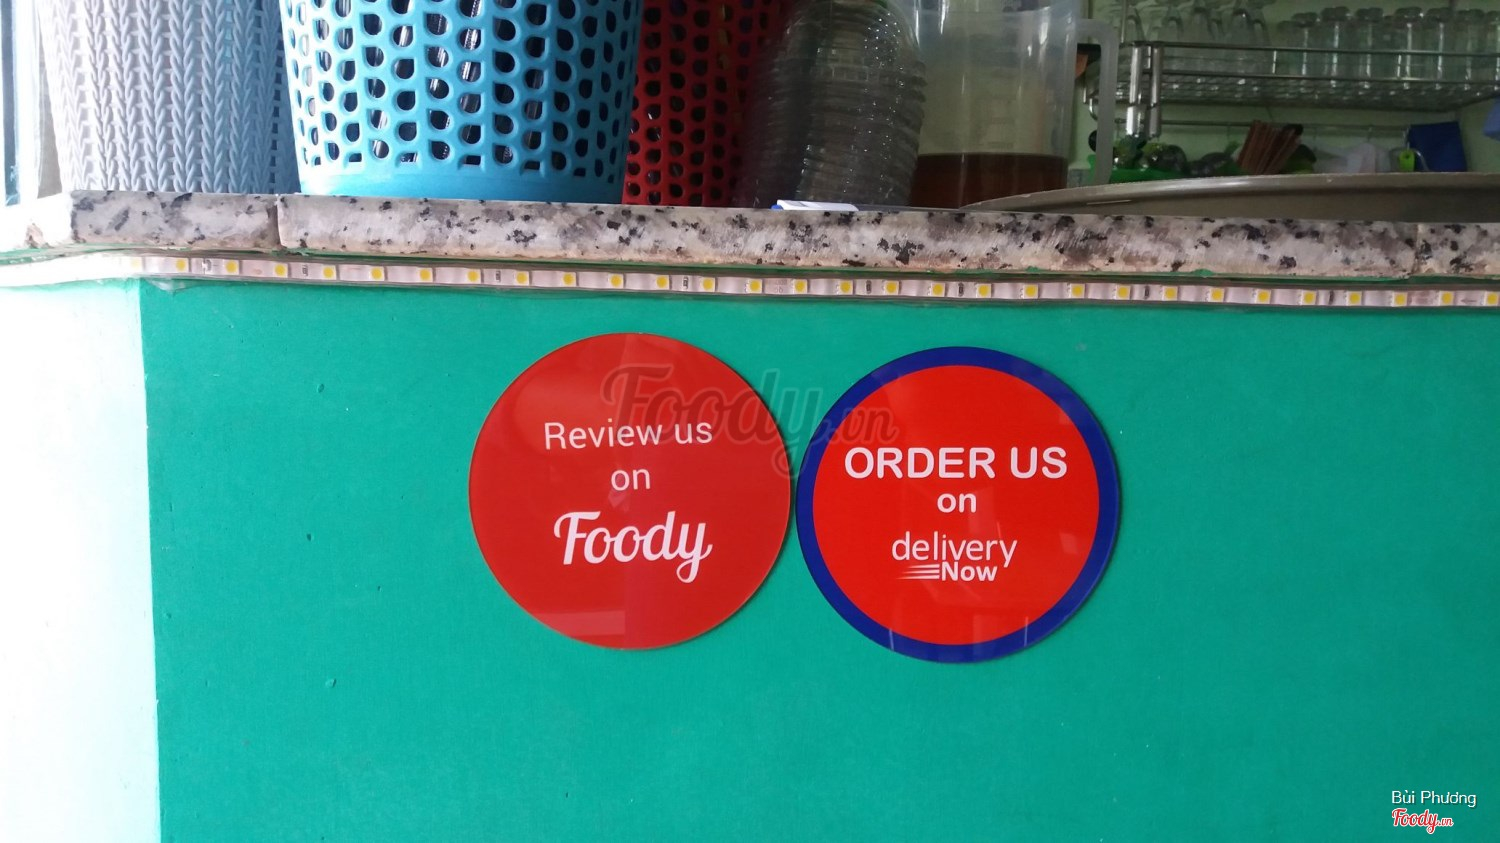 Foody.vn
Review us
on
Foody
ORDER US
on
delivery
Now
Bùi Phương
Foody.vn